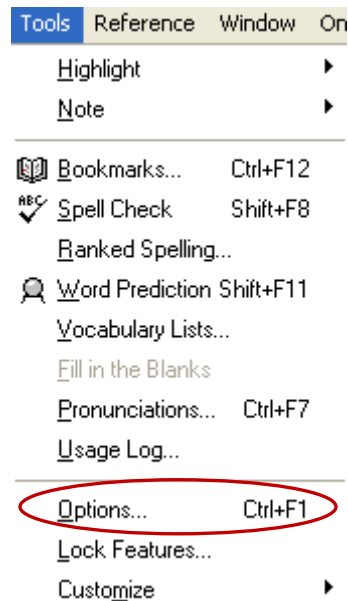 Tools Reference Window On
Highlight
Note
Bookmarks... Ctrl+F12
ABC Spell Check Shift+F8
Ranked Spelling...
Word Prediction Shift+F11
Vocabulary Lists...
Fill in the Blanks
Pronunciations... Ctrl+F7
Usage Log...
Options... Ctrl+F1
Lock Features...
Customize